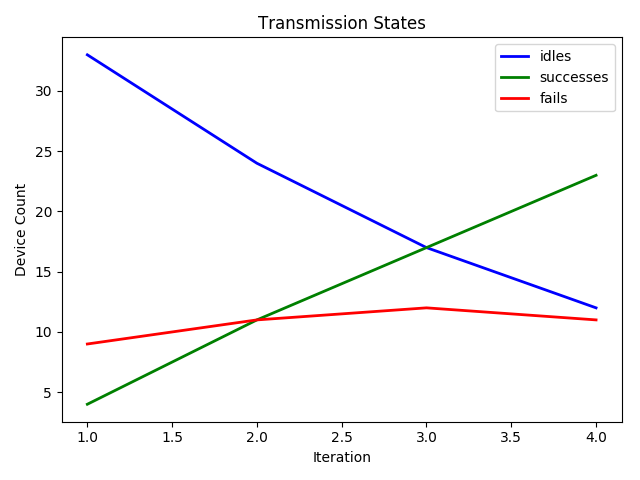 Transmission States
idles
successes
fails
Device Count
30
25
20
15
10
5
1.0 1.5 2.0 2.5 3.0 3.5 4.0
Iteration